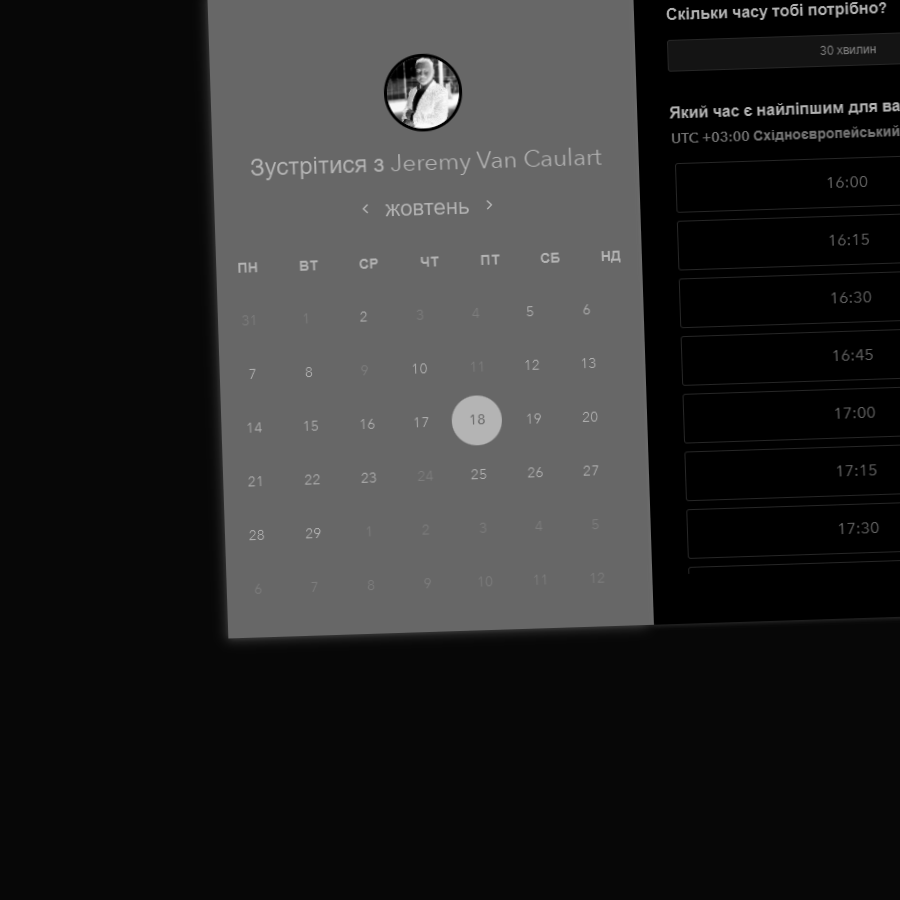 Зустрітися з Jeremy Van Caulart
‹ жовтень ›
ПН ВТ СР ЧТ ПТ СБ НД
31 1 2 3 4 5 6
7 8 9 10 11 12 13
14 15 16 17 18 19 20
21 22 23 24 25 26 27
28 29 1 2 3 4 5
6 7 8 9 10 11 12
Скільки часу тобі потрібно?
30 хвилин
Який час є найліпшим для
UTC +03:00 Східноєвропейський
16:00
16:15
16:30
16:45
17:00
17:15
17:30